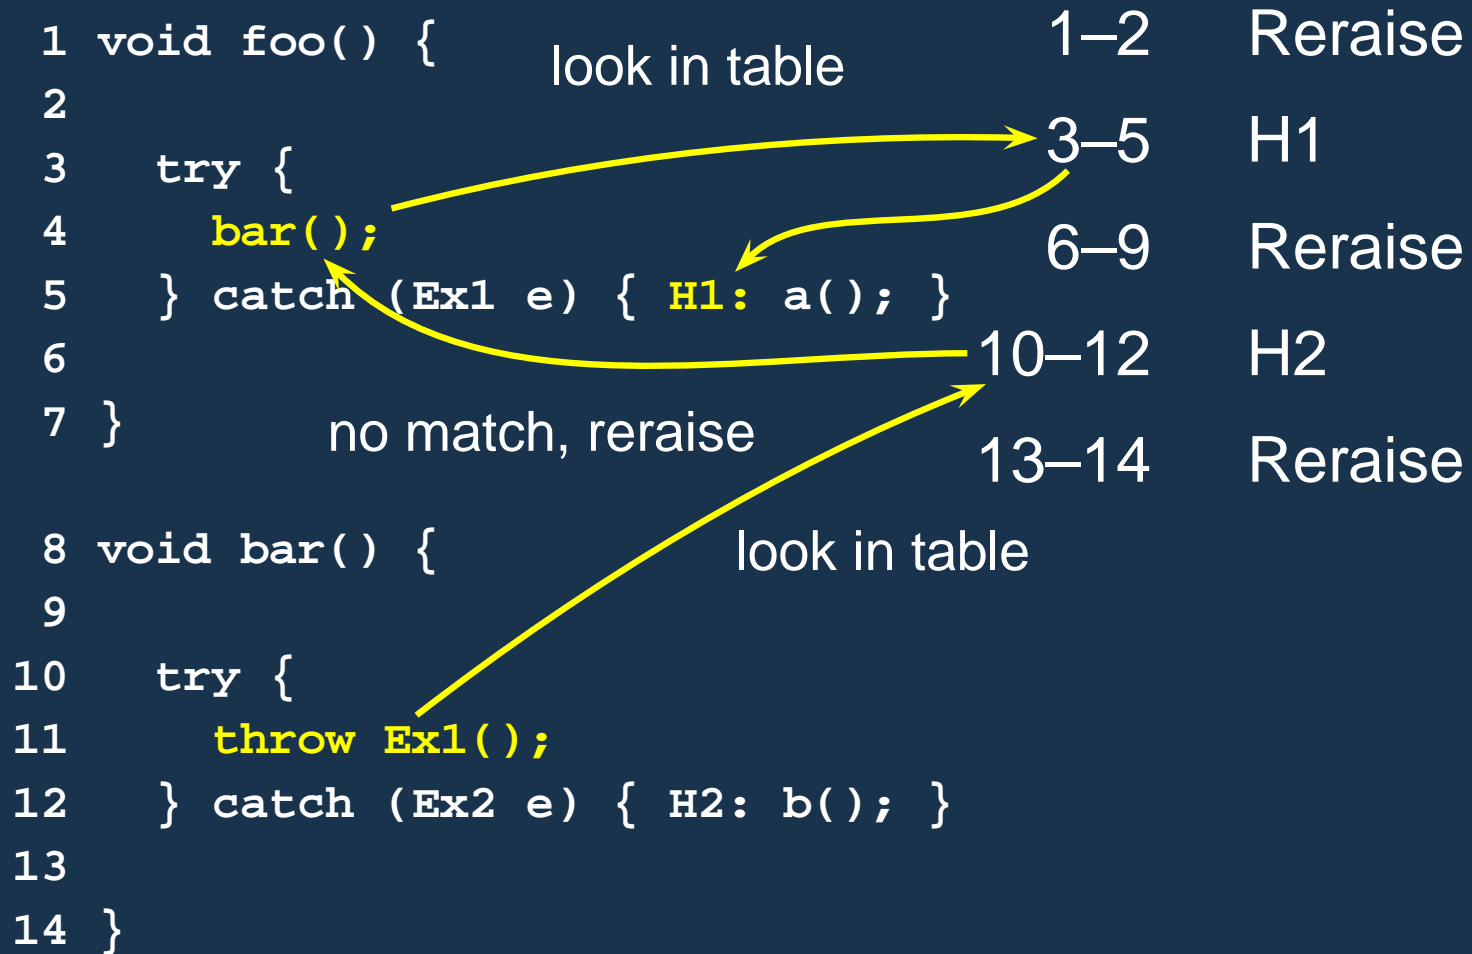 1 void foo() {
2
3 try {
4 bar();
5 } catch (Ex1 e) { H1: a(); }
6
7 }
8 void bar() {
9
10 try {
11 throw Ex1();
12 } catch (Ex2 e) { H2: b(); }
13
14 }
look in table
no match, reraise
look in table
1–2 Reraise
3–5 H1
6–9 Reraise
10–12 H2
13–14 Reraise